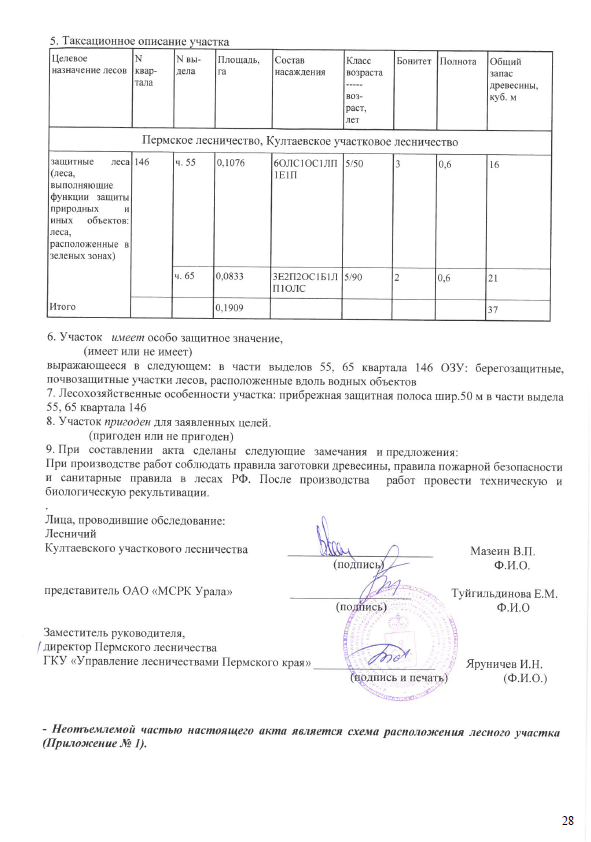 5. Таксационное описание участка
Целевое назначение лесов | N квар-тала | N вы-дела | Площадь, га | Состав насаждения | Класс возраста ----- воз-раст, лет | Бонитет | Полнота | Общий запас древесины, куб. м
Пермское лесничество, Култаевское участковое лесничество
защитные леса (леса, выполняющие функции защиты природных и иных объектов: леса, расположенные в зеленых зонах) | 146 | ч. 55 | 0,1076 | 6ОЛС1ОС1ЛП1Е1П | 5/50 | 3 | 0,6 | 16
ч. 65 | 0,0833 | 3Е2П2ОС1Б1ЛП1ОЛС | 5/90 | 2 | 0,6 | 21
Итого | 0,1909 | 37
6. Участок имеет особо защитное значение,
(имеет или не имеет)
выражающееся в следующем: в части выделов 55, 65 квартала 146 ОЗУ: берегозащитные,
почвозащитные участки лесов, расположенные вдоль водных объектов
7. Лесохозяйственные особенности участка: прибрежная защитная полоса шир.50 м в части выдела
55, 65 квартала 146
8. Участок пригоден для заявленных целей.
(пригоден или не пригоден)
9. При составлении акта сделаны следующие замечания и предложения:
При производстве работ соблюдать правила заготовки древесины, правила пожарной безопасности
и санитарные правила в лесах РФ. После производства работ провести техническую и
биологическую рекультивации.
.
Лица, проводившие обследование:
Лесничий
Култаевского участкового лесничества Мазеин В.П.
(подпись) Ф.И.О.
представитель ОАО «МСРК Урала» Туйгильдинова Е.М.
(подпись) Ф.И.О
Заместитель руководителя,
директор Пермского лесничества
ГКУ «Управление лесничествами Пермского края» Яруничев И.Н.
(подпись и печать) (Ф.И.О.)
- Неотъемлемой частью настоящего акта является схема расположения лесного участка
(Приложение № 1).
28